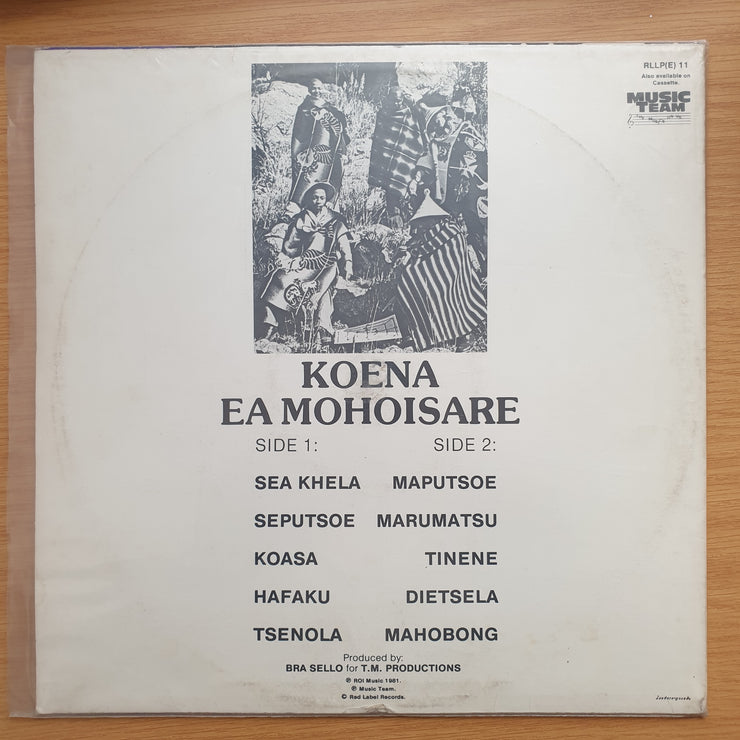 RLLP(E) 11
Also available on
Cassette.
MUSIC
TEAM
KOENA
EA MOHOISARE
SIDE 1: SIDE 2:
SEA KHELA MAPUTSOE
SEPUTSOE MARUMATSU
KOASA TINENE
HAFAKU DIETSELA
TSENOLA MAHOBONG
Produced by:
BRA SELLO for T.M. PRODUCTIONS
℗ ROI Music 1981.
℗ Music Team.
© Red Label Records.